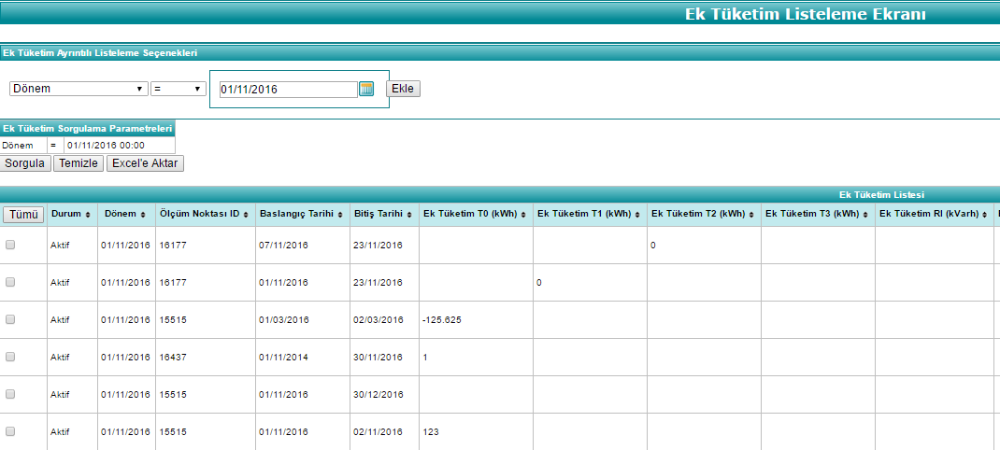 Ek Tüketim Listeleme Ekranı
Ek Tüketim Ayrıntılı Listeleme Seçenekleri
Dönem = 01/11/2016 Ekle
Ek Tüketim Sorgulama Parametreleri
Dönem = 01/11/2016 00:00
Sorgula Temizle Excel'e Aktar
Ek Tüketim Listesi
Tümü Durum Dönem Ölçüm Noktası ID Baslangıç Tarihi Bitiş Tarihi Ek Tüketim T0 (kWh) Ek Tüketim T1 (kWh) Ek Tüketim T2 (kWh) Ek Tüketim T3 (kWh) Ek Tüketim RI (kVarh)
Aktif 01/11/2016 16177 07/11/2016 23/11/2016 0
Aktif 01/11/2016 16177 01/11/2016 23/11/2016 0
Aktif 01/11/2016 15515 01/03/2016 02/03/2016 -125.625
Aktif 01/11/2016 16437 01/11/2014 30/11/2016 1
Aktif 01/11/2016 15515 01/11/2016 30/12/2016
Aktif 01/11/2016 15515 01/11/2016 02/11/2016 123